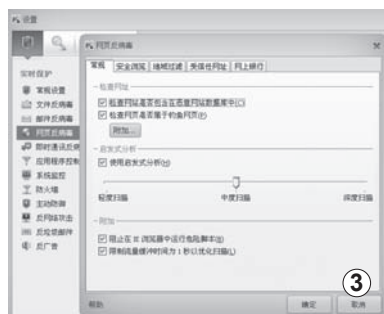 设置
网页反病毒
实时保护
常规设置
文件反病毒
邮件反病毒
网页反病毒
即时通讯反病
应用程序控制
系统监控
防火墙
主动防御
反网络攻击
反垃圾邮件
反广告
常规 安全浏览 地域过滤 受信任网址 网上银行
检查网址
检查网站是否包含在恶意网址数据库中(C)
检查网页是否属于钓鱼网页(P)
附加...
启发式分析
使用启发式分析(H)
轻度扫描 中度扫描 深度扫描
附加
阻止在 IE 浏览器中运行危险脚本(B)
限制流量缓冲时间为 1 秒以优化扫描(L)
③
帮助 确定 取消